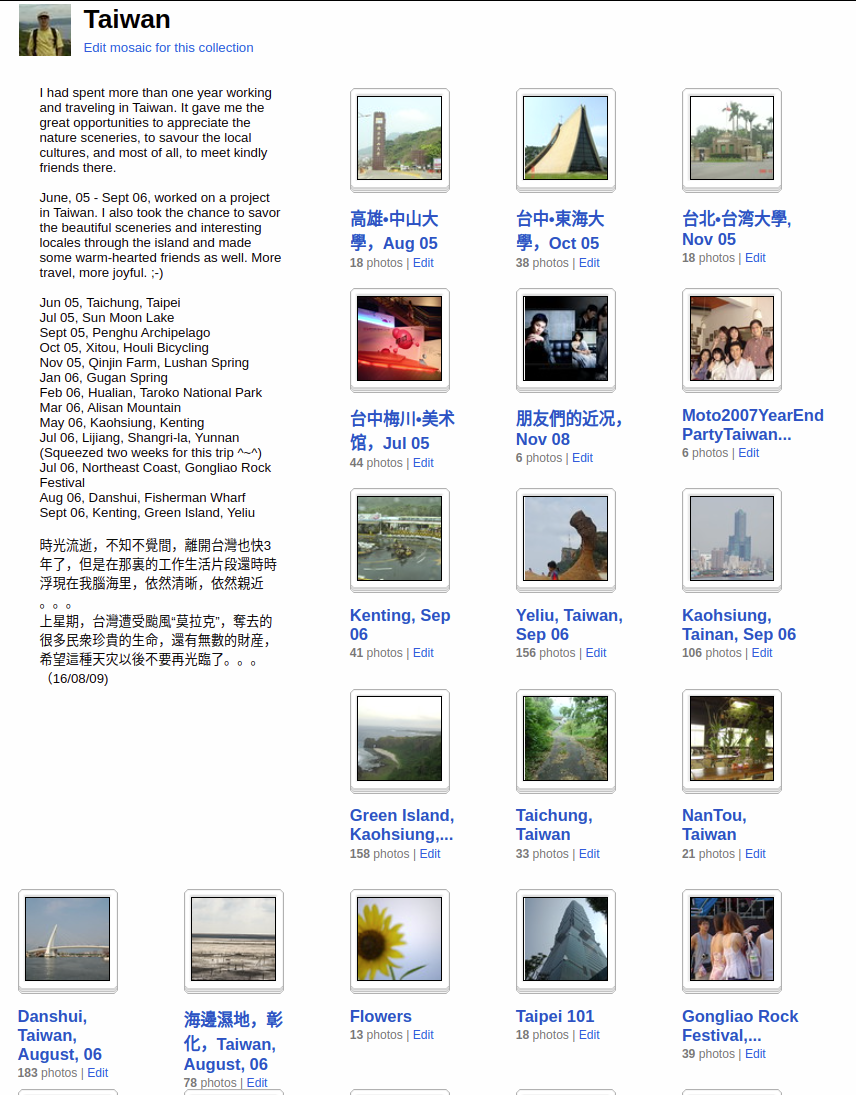 Taiwan
Edit mosaic for this collection
I had spent more than one year working
and traveling in Taiwan. It gave me the
great opportunities to appreciate the
nature sceneries, to savour the local
cultures, and most of all, to meet kindly
friends there.
June, 05 - Sept 06, worked on a project
in Taiwan. I also took the chance to savor
the beautiful sceneries and interesting
locales through the island and made
some warm-hearted friends as well. More
travel, more joyful. ;-)
Jun 05, Taichung, Taipei
Jul 05, Sun Moon Lake
Sept 05, Penghu Archipelago
Oct 05, Xitou, Houli Bicycling
Nov 05, Qinjin Farm, Lushan Spring
Jan 06, Gugan Spring
Feb 06, Hualian, Taroko National Park
Mar 06, Alisan Mountain
May 06, Kaohsiung, Kenting
Jul 06, Lijiang, Shangri-la, Yunnan
(Squeezed two weeks for this trip ^~^)
Jul 06, Northeast Coast, Gongliao Rock
Festival
Aug 06, Danshui, Fisherman Wharf
Sept 06, Kenting, Green Island, Yeliu
時光流逝，不知不覺間，離開台灣也快3
年了，但是在那裏的工作生活片段還時時
浮現在我腦海里，依然清晰，依然親近
。。。
上星期，台灣遭受颱風“莫拉克”，奪去的
很多民衆珍貴的生命，還有無數的財産，
希望這種天灾以後不要再光臨了。。。
（16/08/09)
高雄•中山大
學，Aug 05
18 photos | Edit
台中•東海大
學，Oct 05
38 photos | Edit
台北•台湾大學,
Nov 05
18 photos | Edit
台中梅川•美术
馆，Jul 05
44 photos | Edit
朋友們的近况，
Nov 08
6 photos | Edit
Moto2007YearEnd
PartyTaiwan...
6 photos | Edit
Kenting, Sep
06
41 photos | Edit
Yeliu, Taiwan,
Sep 06
156 photos | Edit
Kaohsiung,
Tainan, Sep 06
106 photos | Edit
Green Island,
Kaohsiung,...
158 photos | Edit
Taichung,
Taiwan
33 photos | Edit
NanTou,
Taiwan
21 photos | Edit
Danshui,
Taiwan,
August, 06
183 photos | Edit
海邊濕地，彰
化，Taiwan,
August, 06
78 photos | Edit
Flowers
13 photos | Edit
Taipei 101
18 photos | Edit
Gongliao Rock
Festival,...
39 photos | Edit